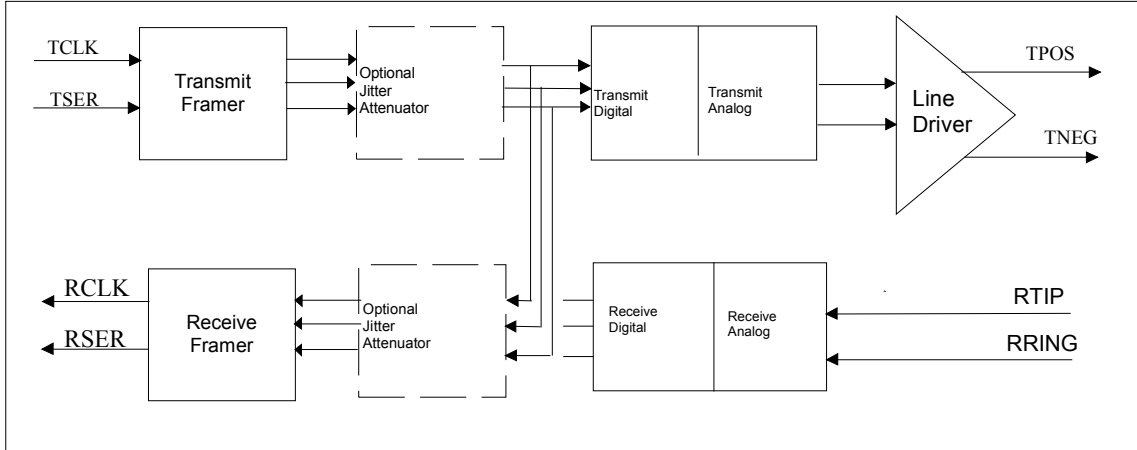 TCLK
TSER
Transmit
Framer
Optional
Jitter
Attenuator
Transmit
Digital
Transmit
Analog
Line
Driver
TPOS
TNEG
RCLK
RSER
Receive
Framer
Optional
Jitter
Attenuator
Receive
Digital
Receive
Analog
RTIP
RRING